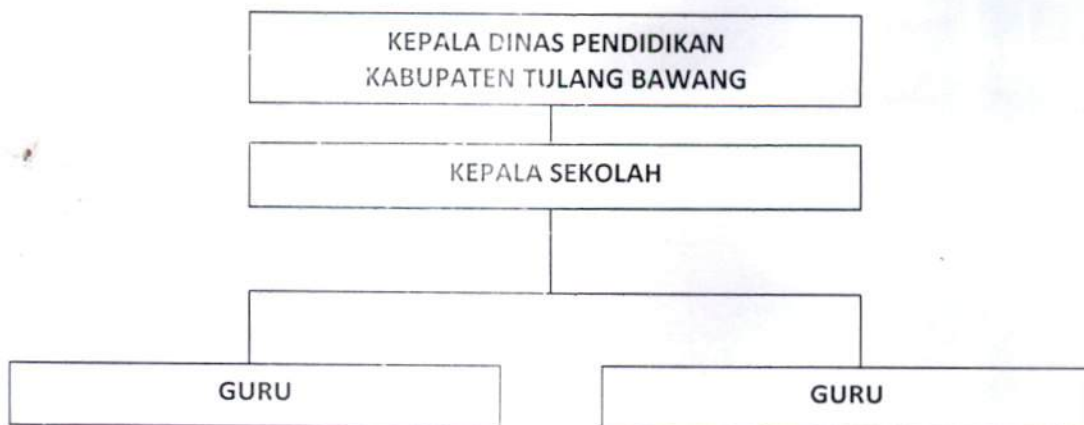 KEPALA DINAS PENDIDIKAN
KABUPATEN TULANG BAWANG
KEPALA SEKOLAH
GURU
GURU